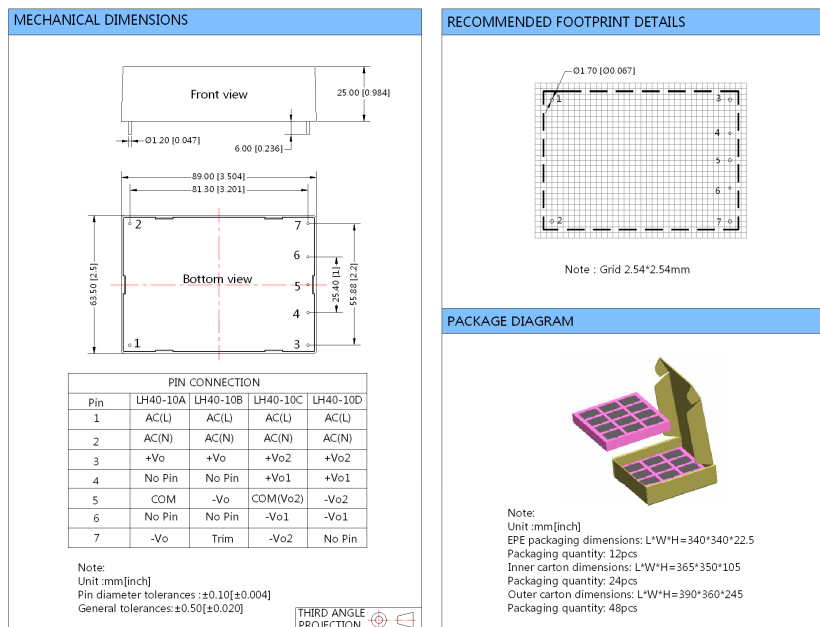 MECHANICAL DIMENSIONS
Front view
25.00 [0.984]
Ø1.20 [0.047]
6.00 [0.236]
89.00 [3.504]
81.30 [3.201]
2
7
6
63.50 [2.5]
Bottom view
5
25.40 [1]
55.88 [2.2]
4
1
3
PIN CONNECTION
Pin LH40-10A LH40-10B LH40-10C LH40-10D
1 AC(L) AC(L) AC(L) AC(L)
2 AC(N) AC(N) AC(N) AC(N)
3 +Vo +Vo +Vo2 +Vo2
4 No Pin No Pin +Vo1 +Vo1
5 COM -Vo COM(Vo2) -Vo2
6 No Pin No Pin -Vo1 -Vo1
7 -Vo Trim -Vo2 No Pin
Note:
Unit :mm[inch]
Pin diameter tolerances :±0.10[±0.004]
General tolerances:±0.50[±0.020]
THIRD ANGLE
PROJECTION
RECOMMENDED FOOTPRINT DETAILS
Ø1.70 [Ø0.067]
1
3
4
5
6
2
7
Note : Grid 2.54*2.54mm
PACKAGE DIAGRAM
Note:
Unit :mm[inch]
EPE packaging dimensions: L*W*H=340*340*22.5
Packaging quantity: 12pcs
Inner carton dimensions: L*W*H=365*350*105
Packaging quantity: 24pcs
Outer carton dimensions: L*W*H=390*360*245
Packaging quantity: 48pcs